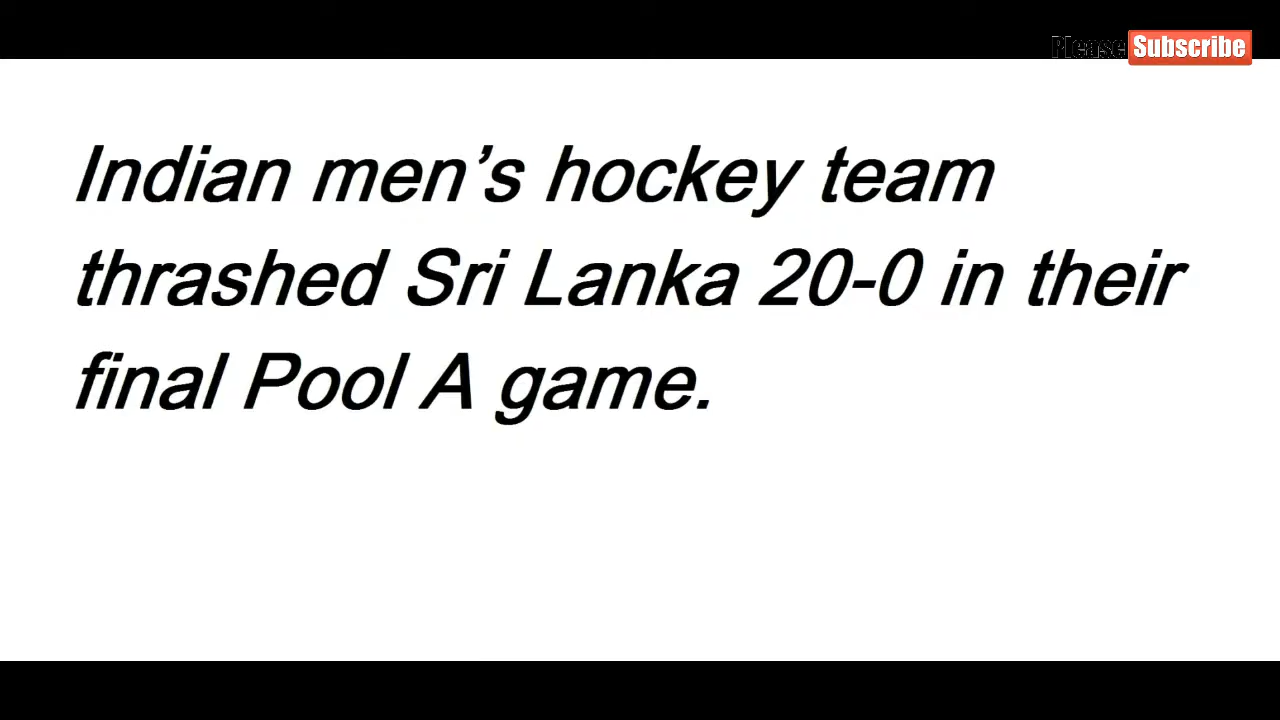 Please Subscribe
Indian men’s hockey team
thrashed Sri Lanka 20-0 in their
final Pool A game.